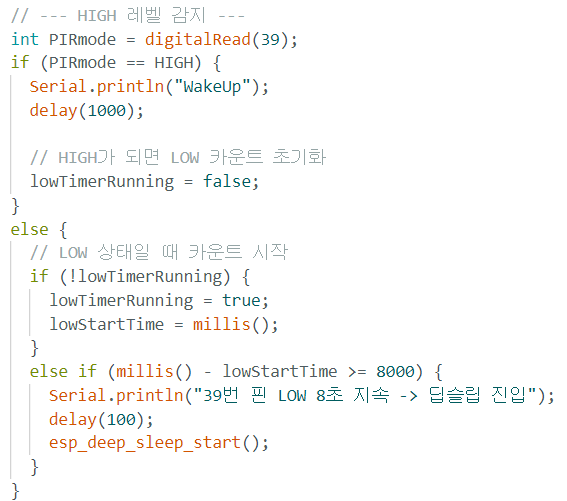 // --- HIGH 레벨 감지 ---
int PIRmode = digitalRead(39);
if (PIRmode == HIGH) {
  Serial.println("WakeUp");
  delay(1000);

  // HIGH가 되면 LOW 카운트 초기화
  lowTimerRunning = false;
}
else {
  // LOW 상태일 때 카운트 시작
  if (!lowTimerRunning) {
    lowTimerRunning = true;
    lowStartTime = millis();
  }
  else if (millis() - lowStartTime >= 8000) {
    Serial.println("39번 핀 LOW 8초 지속 -> 딥슬립 진입");
    delay(100);
    esp_deep_sleep_start();
  }
}